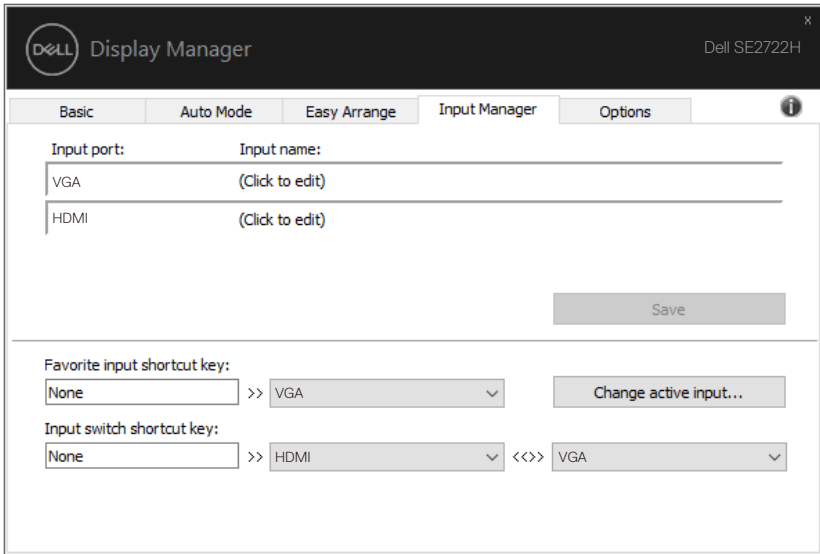 x
DELL Display Manager Dell SE2722H
Basic Auto Mode Easy Arrange Input Manager Options i
Input port: Input name:
VGA (Click to edit)
HDMI (Click to edit)
Save
Favorite input shortcut key:
None >> VGA Change active input...
Input switch shortcut key:
None >> HDMI <<>> VGA